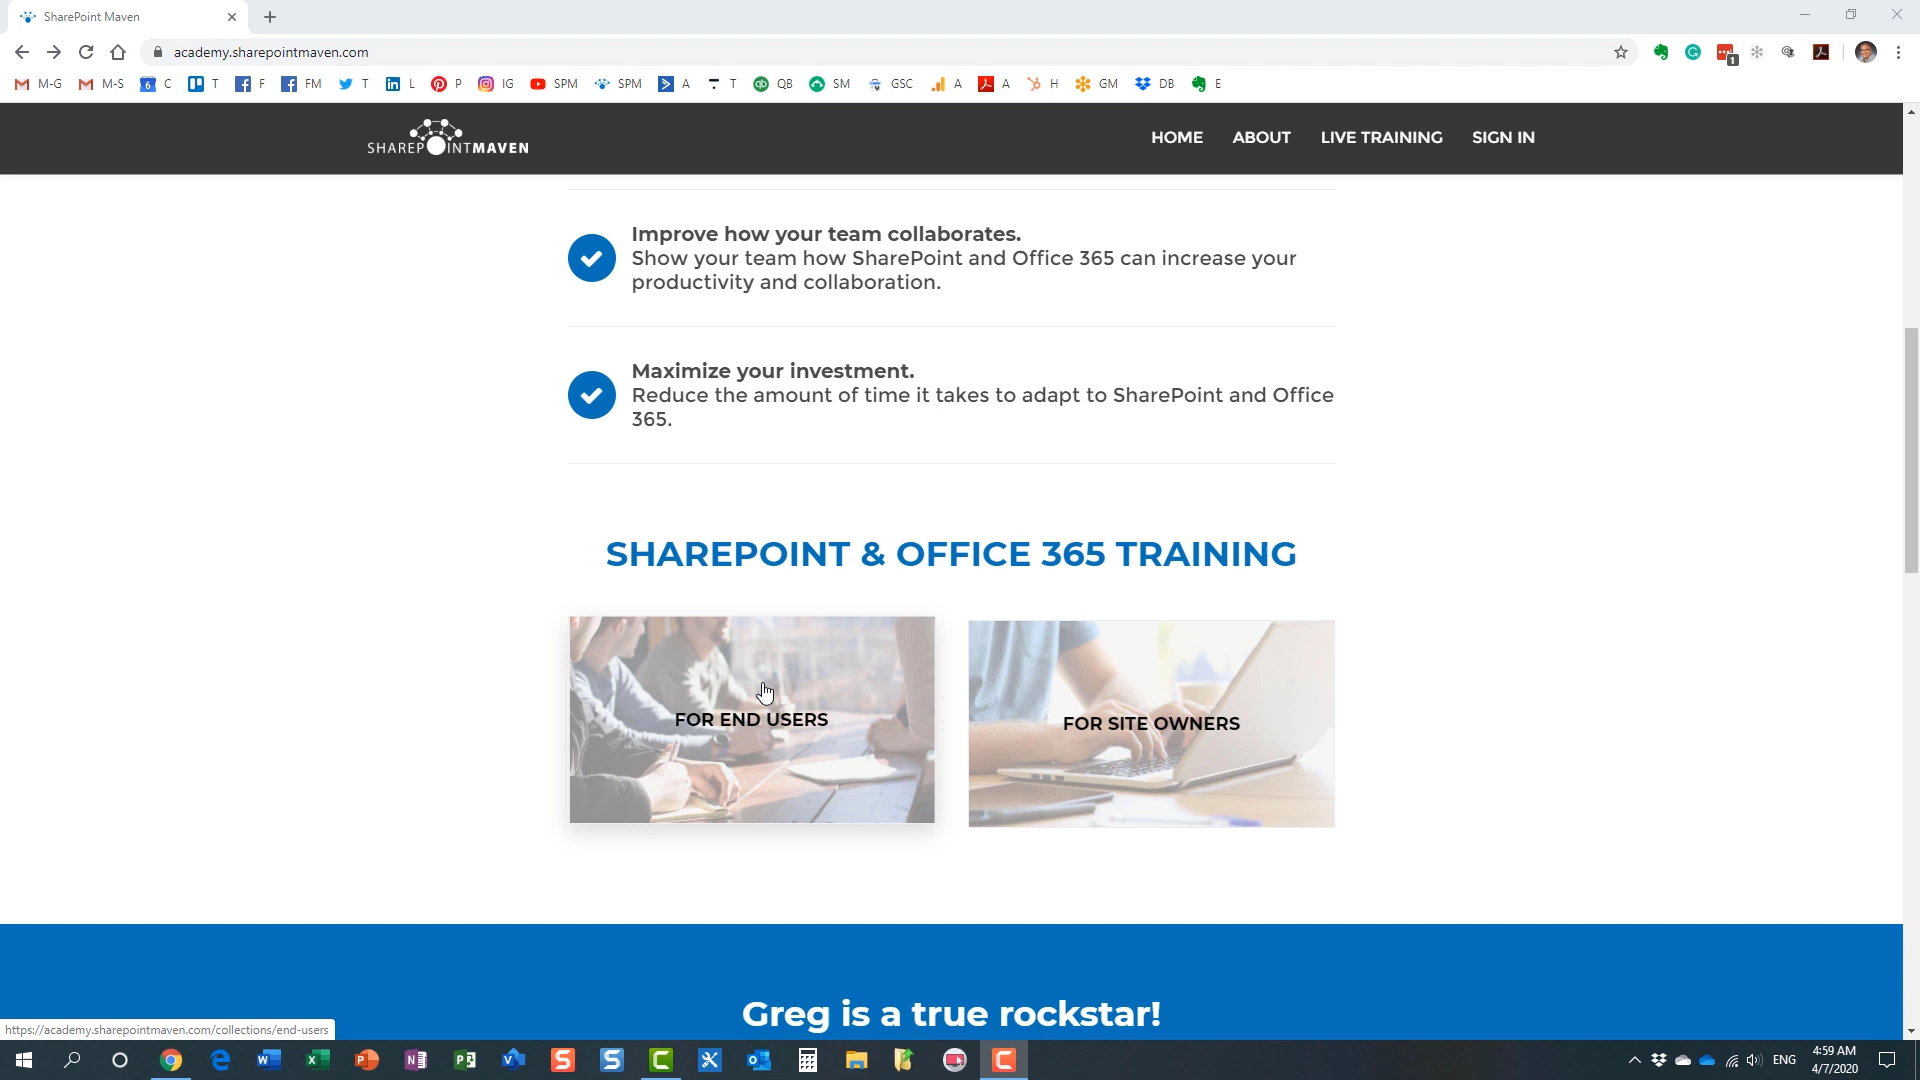 SharePoint Maven
academy.sharepointmaven.com
1
M-G M-S 6 C T F FM T L P IG SPM SPM A T QB SM GSC A A H GM DB E
SHAREPOINTMAVEN
HOME ABOUT LIVE TRAINING SIGN IN
Improve how your team collaborates.
Show your team how SharePoint and Office 365 can increase your
productivity and collaboration.
Maximize your investment.
Reduce the amount of time it takes to adapt to SharePoint and Office
365.
SHAREPOINT & OFFICE 365 TRAINING
FOR END USERS
FOR SITE OWNERS
Greg is a true rockstar!
https://academy.sharepointmaven.com/collections/end-users
ENG
4:59 AM
4/7/2020